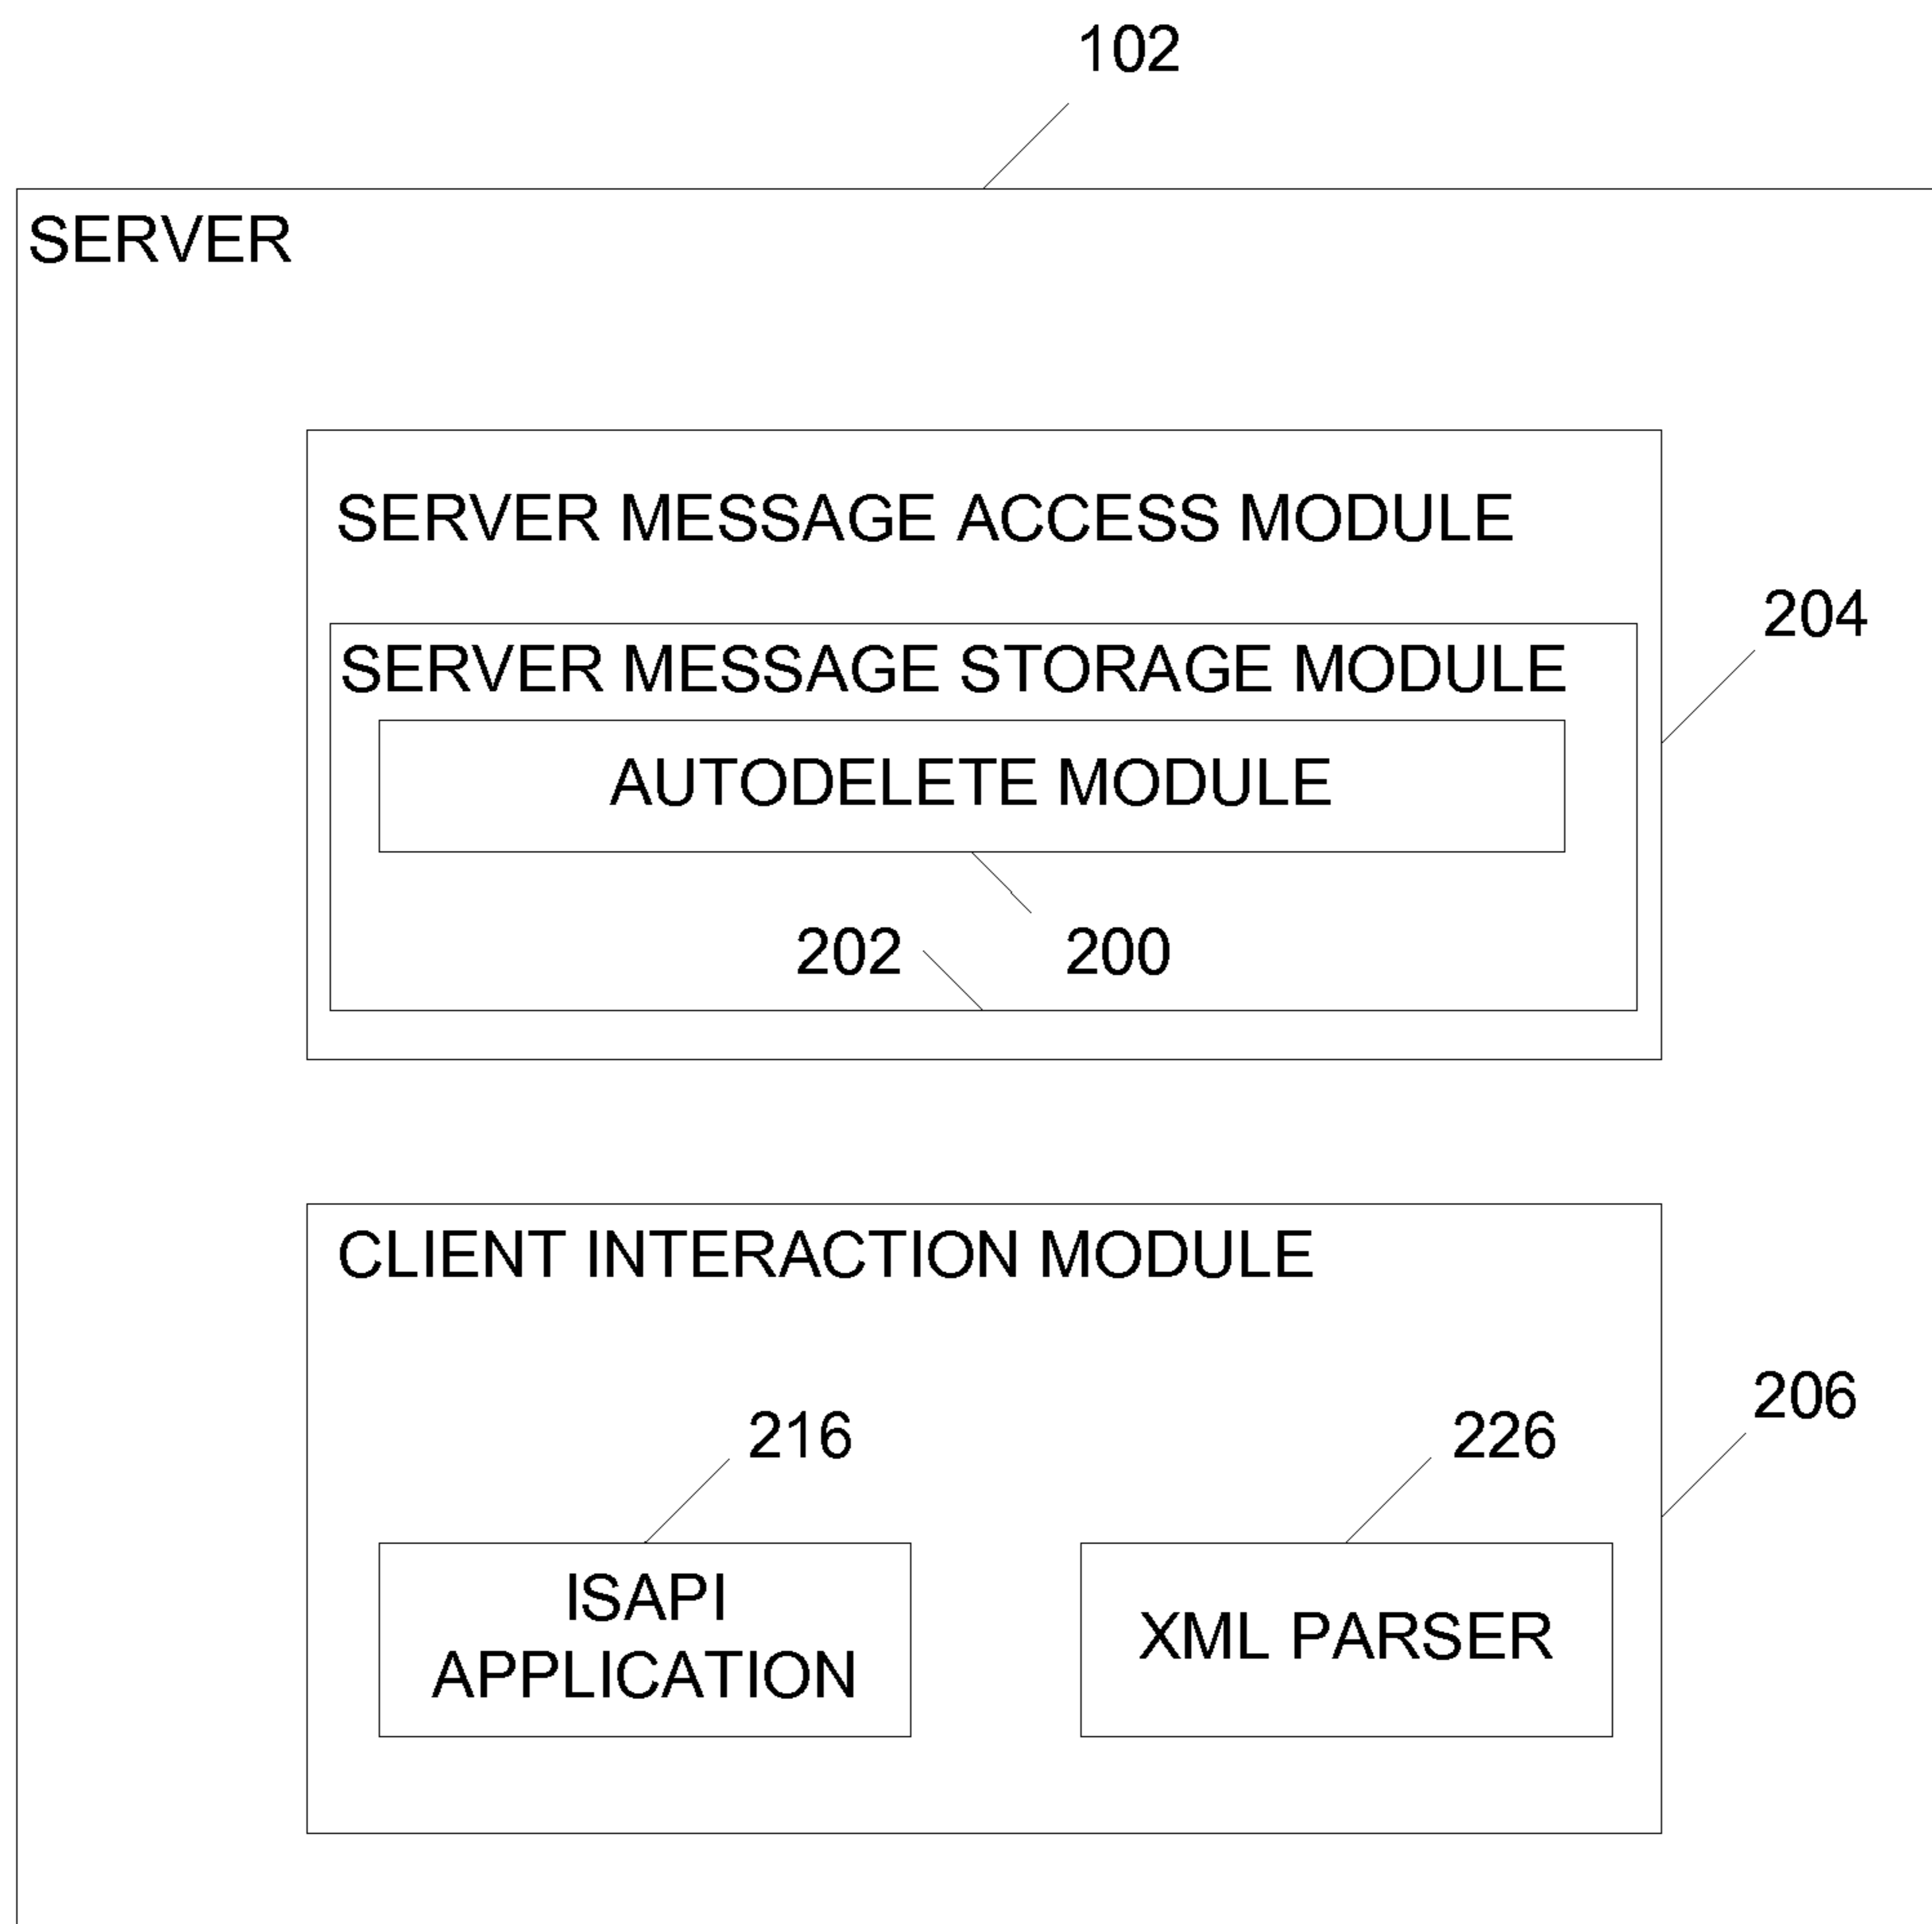 102
SERVER
SERVER MESSAGE ACCESS MODULE
204
SERVER MESSAGE STORAGE MODULE
AUTODELETE MODULE
202
200
CLIENT INTERACTION MODULE
206
216
226
ISAPI
APPLICATION
XML PARSER